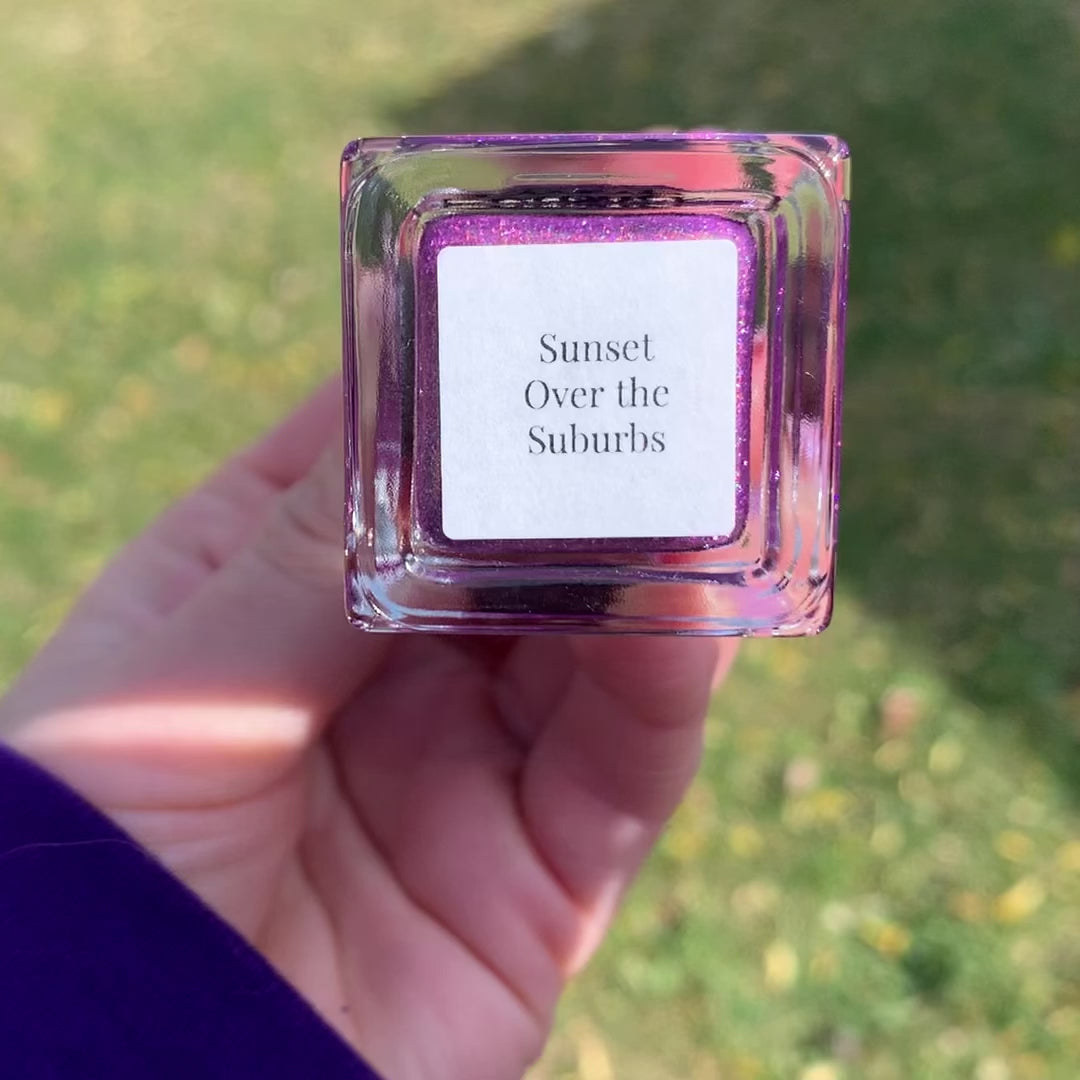 Sunset
Over the
Suburbs